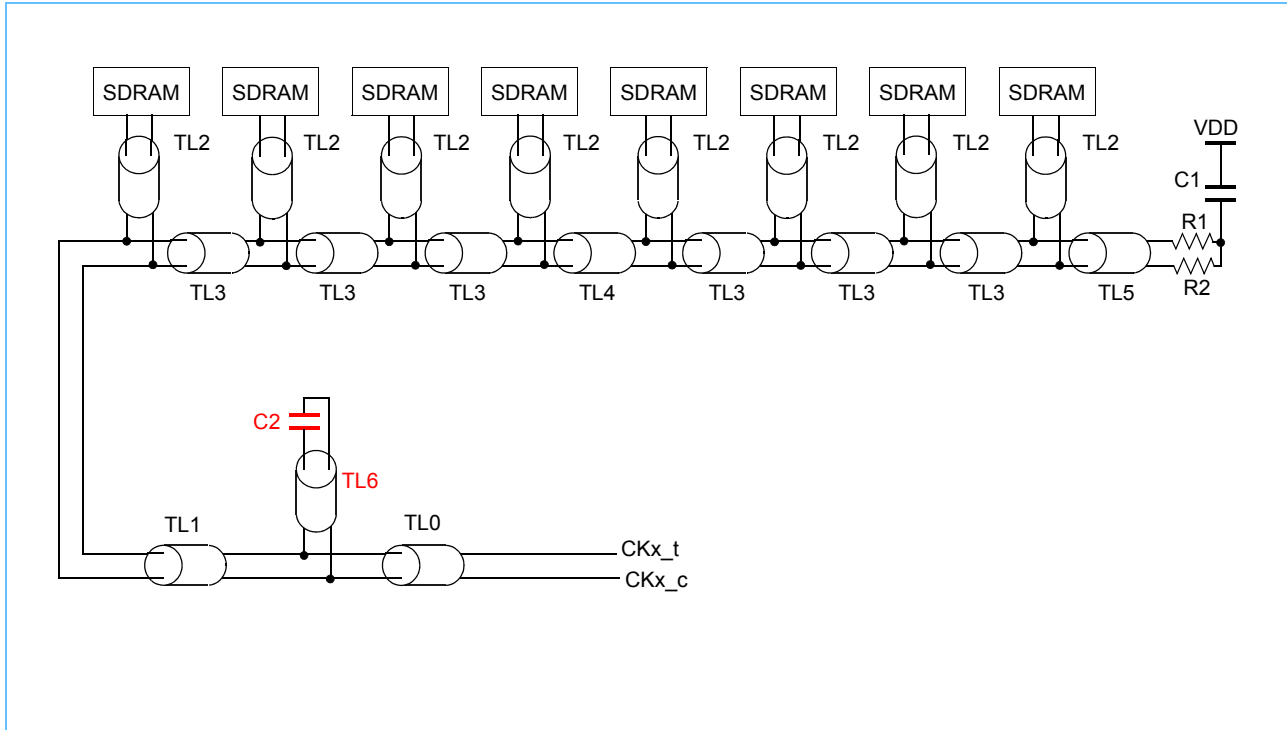 SDRAM SDRAM SDRAM SDRAM SDRAM SDRAM SDRAM SDRAM
VDD
TL2 TL2 TL2 TL2 TL2 TL2 TL2 TL2
C1
R1
R2
TL3 TL3 TL3 TL4 TL3 TL3 TL3 TL5
C2
TL6
TL1 TL0
CKx_t
CKx_c